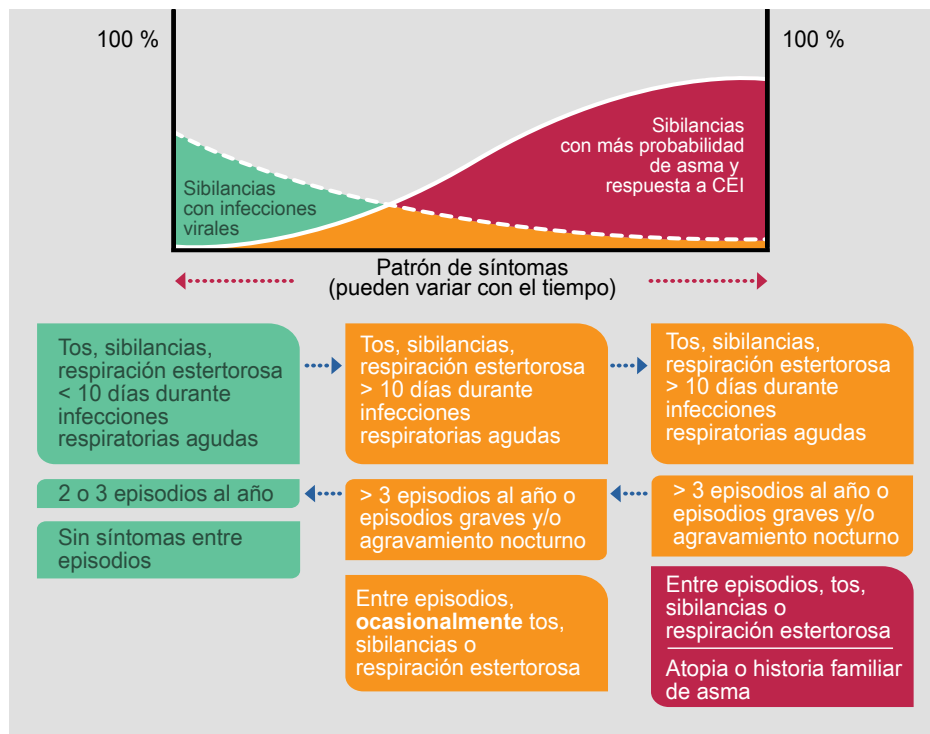 100 %
100 %
Sibilancias
con más probabilidad
de asma y
respuesta a CEI
Sibilancias
con infecciones
virales
Patrón de síntomas
(pueden variar con el tiempo)
Tos, sibilancias,
respiración estertorosa
< 10 días durante
infecciones
respiratorias agudas
2 o 3 episodios al año
Sin síntomas entre
episodios
Tos, sibilancias,
respiración estertorosa
> 10 días durante
infecciones
respiratorias agudas
> 3 episodios al año o
episodios graves y/o
agravamiento nocturno
Entre episodios,
ocasionalmente tos,
sibilancias o
respiración estertorosa
Tos, sibilancias,
respiración estertorosa
> 10 días durante
infecciones
respiratorias agudas
> 3 episodios al año o
episodios graves y/o
agravamiento nocturno
Entre episodios, tos,
sibilancias o
respiración estertorosa
Atopia o historia familiar
de asma